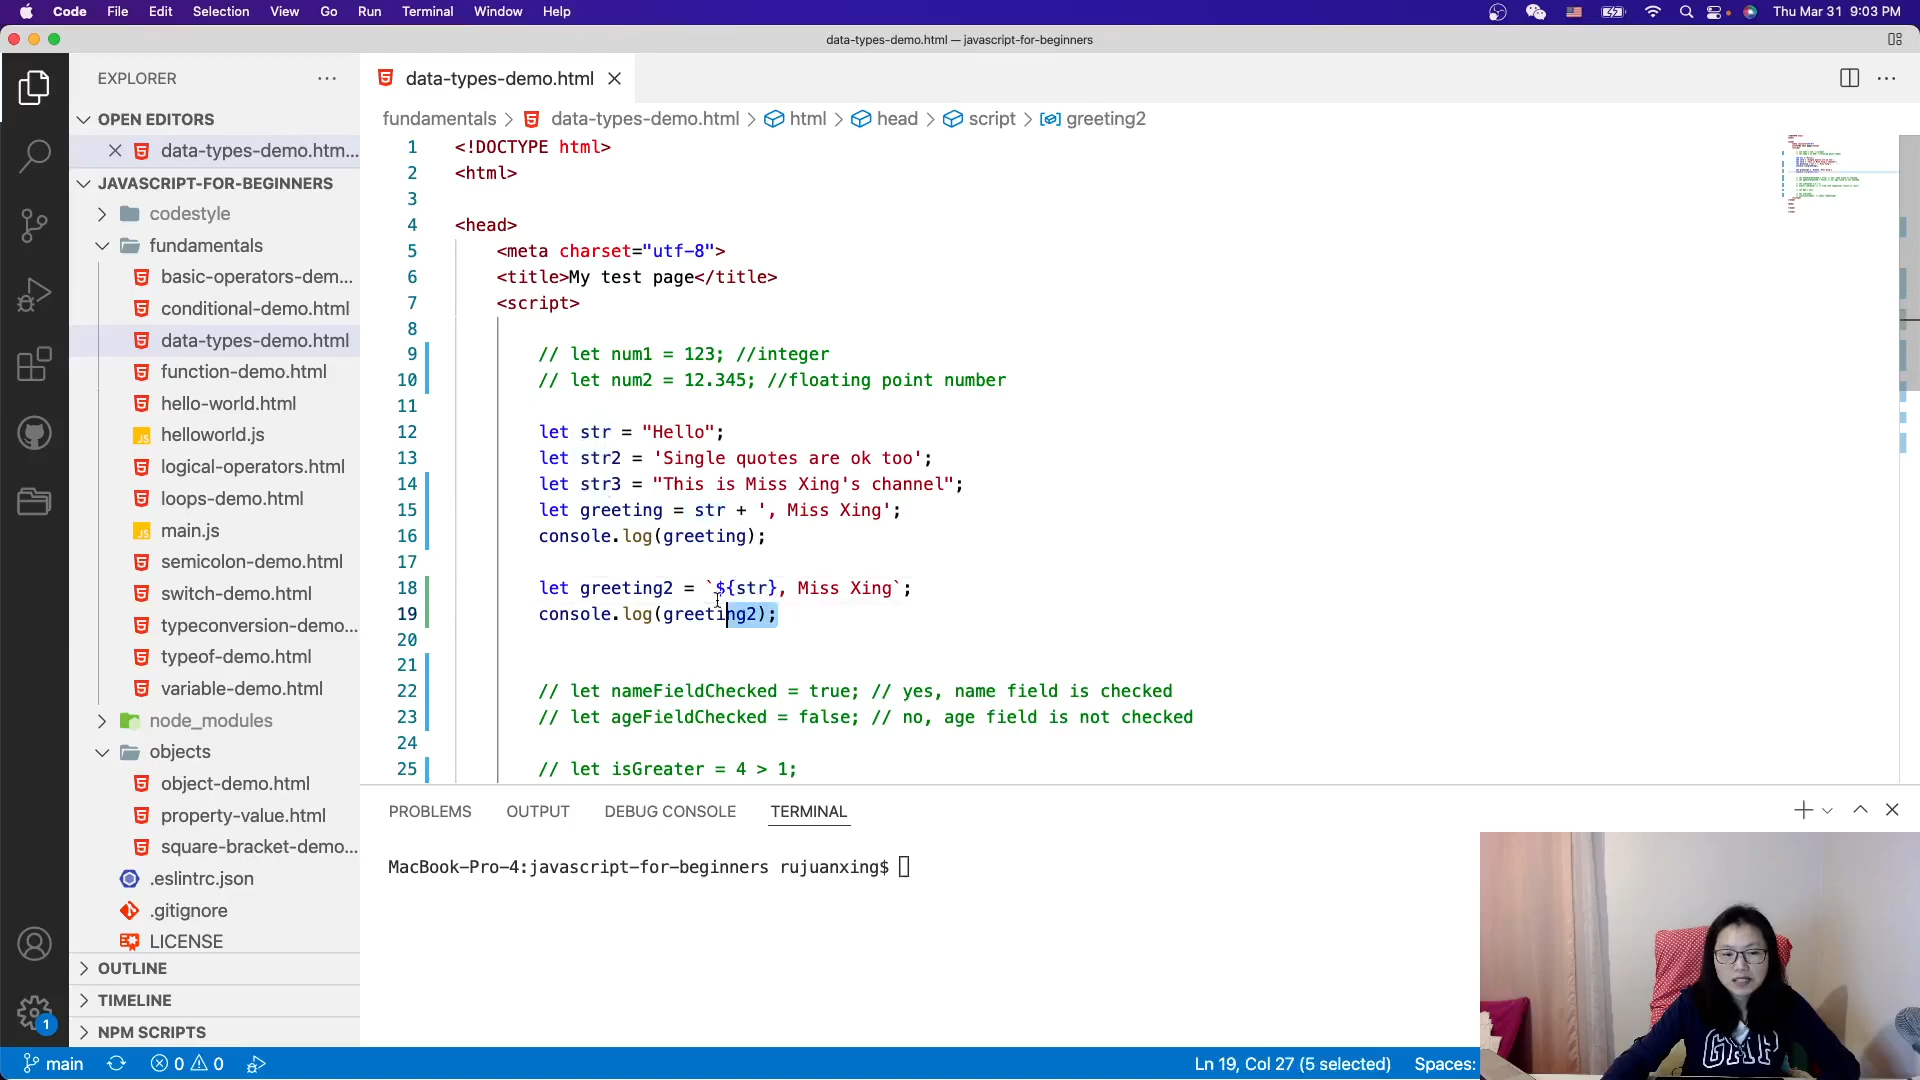 Code File Edit Selection View Go Run Terminal Window Help Thu Mar 31 9:03 PM
data-types-demo.html — javascript-for-beginners
EXPLORER
data-types-demo.html
OPEN EDITORS
data-types-demo.htm...
JAVASCRIPT-FOR-BEGINNERS
codestyle
fundamentals
basic-operators-dem...
conditional-demo.html
data-types-demo.html
function-demo.html
hello-world.html
helloworld.js
JS
logical-operators.html
loops-demo.html
main.js
JS
semicolon-demo.html
switch-demo.html
typeconversion-demo...
typeof-demo.html
variable-demo.html
node_modules
objects
object-demo.html
property-value.html
square-bracket-demo...
.eslintrc.json
.gitignore
LICENSE
OUTLINE
TIMELINE
NPM SCRIPTS
1
fundamentals > data-types-demo.html > html > head > script > greeting2
1 <!DOCTYPE html>
2 <html>
3
4 <head>
5 <meta charset="utf-8">
6 <title>My test page</title>
7 <script>
8
9 // let num1 = 123; //integer
10 // let num2 = 12.345; //floating point number
11
12 let str = "Hello";
13 let str2 = 'Single quotes are ok too';
14 let str3 = "This is Miss Xing's channel";
15 let greeting = str + ', Miss Xing';
16 console.log(greeting);
17
18 let greeting2 = `${str}, Miss Xing`;
19 console.log(greeting2);
20
21
22 // let nameFieldChecked = true; // yes, name field is checked
23 // let ageFieldChecked = false; // no, age field is not checked
24
25 // let isGreater = 4 > 1;
PROBLEMS OUTPUT DEBUG CONSOLE TERMINAL
MacBook-Pro-4:javascript-for-beginners rujuanxing$
GAP
main 0 0 Ln 19, Col 27 (5 selected) Spaces: